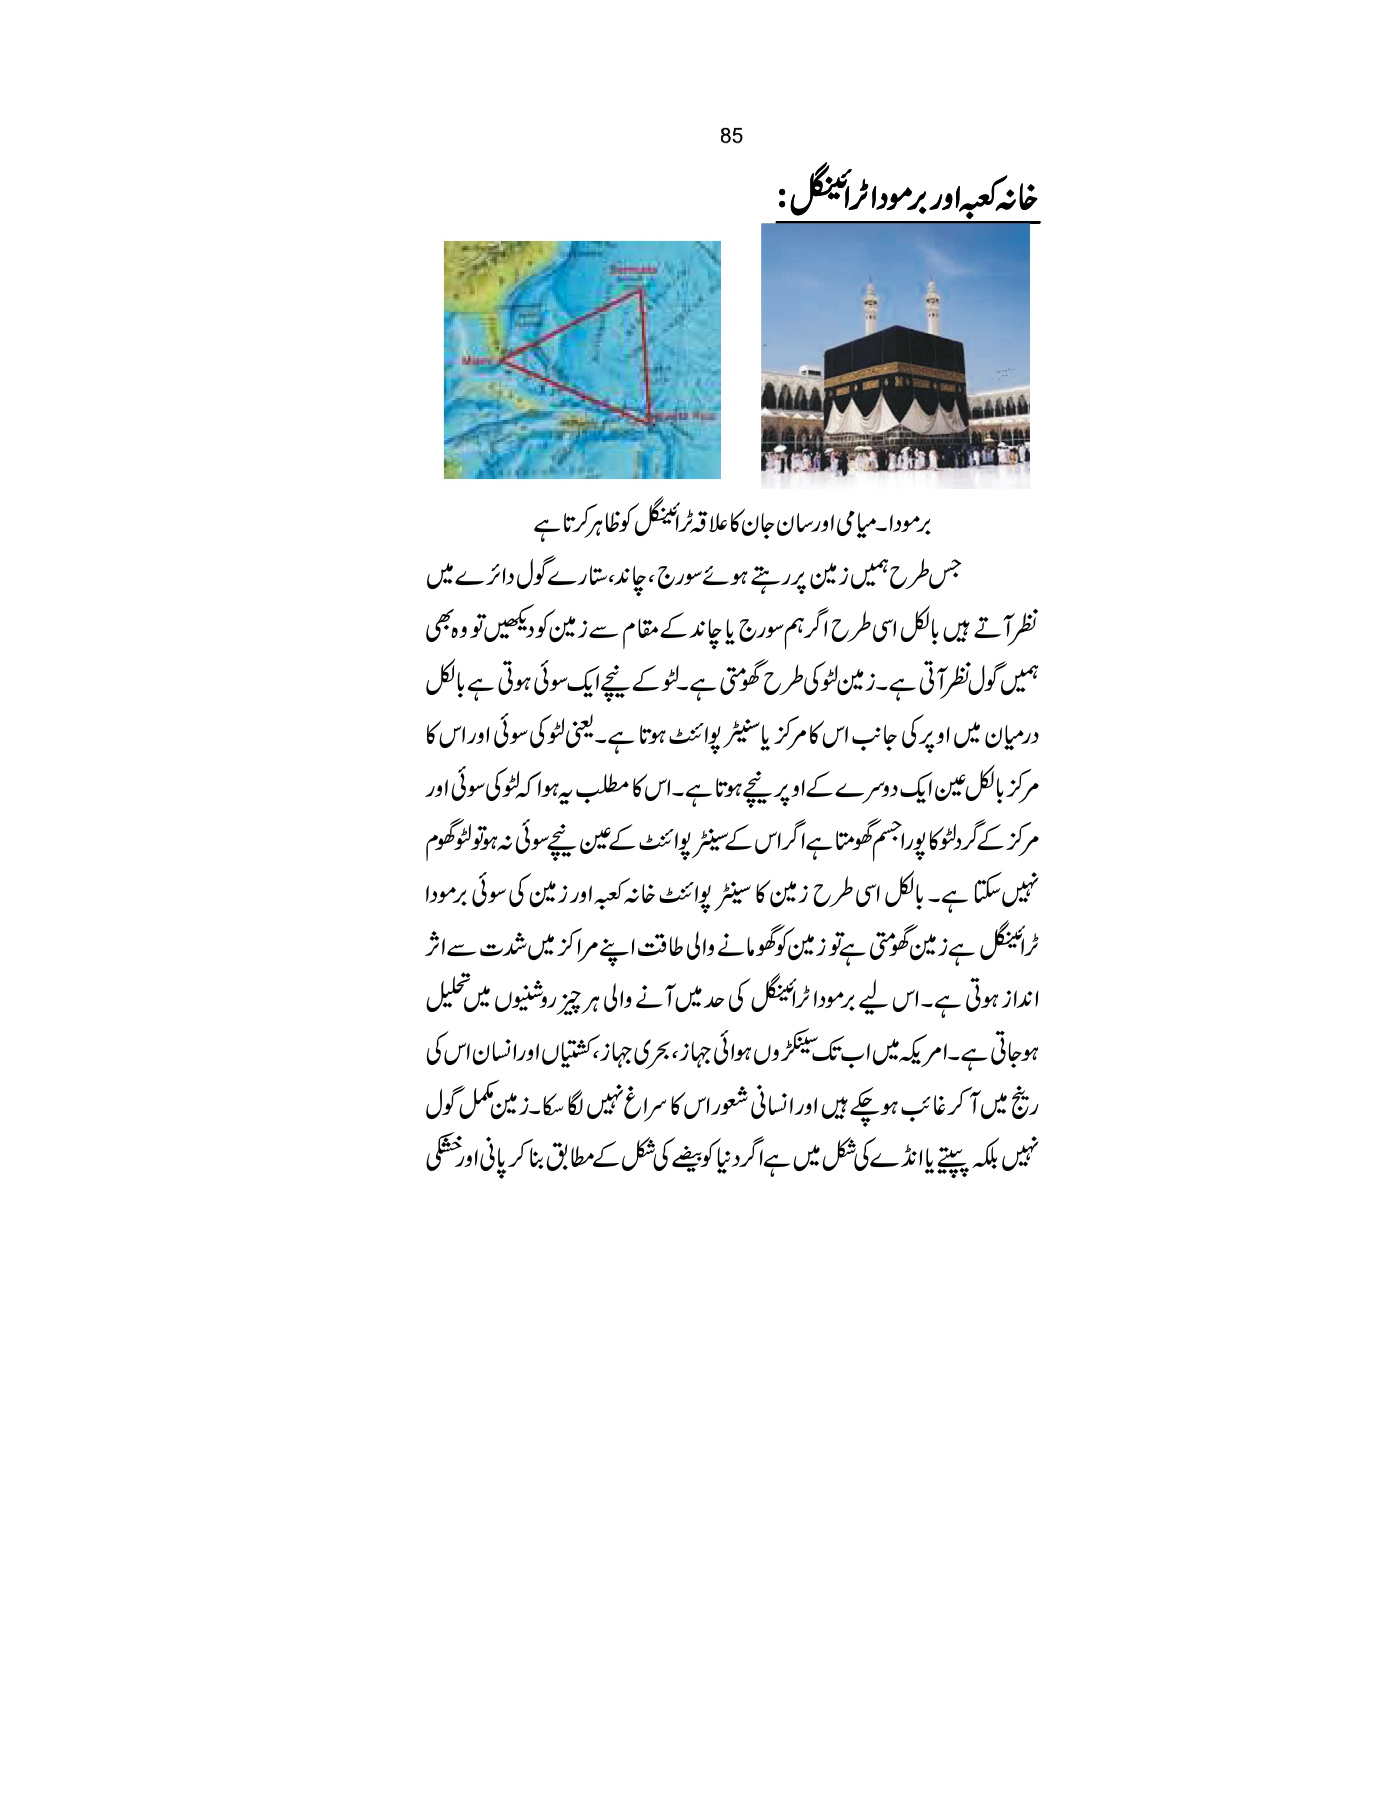 85
خانہ کعبہ اور برمودا ٹرائینگل :
Bermuda
Miami
برمودا۔میامی اور سان جان کا علاقہ ٹرائینگل کو ظاہر کرتا ہے
جس طرح ہمیں زمین پر رہتے ہوئے سورج ،چاند،ستارے گول دائرے میں
نظر آتے ہیں بالکل اسی طرح اگر ہم سورج یا چاند کے مقام سے زمین کو دیکھیں تو وہ بھی
ہمیں گول نظر آتی ہے۔زمین لٹو کی طرح گھومتی ہے۔لٹو کے نیچے ایک سوئی ہوتی ہے بالکل
درمیان میں اوپر کی جانب اس کا مرکز یا سنیٹر پوائنٹ ہوتا ہے۔یعنی لٹو کی سوئی اور اس کا
مرکز بالکل عین ایک دوسرے کے اوپر نیچے ہوتا ہے۔اس کا مطلب یہ ہوا کہ لٹو کی سوئی اور
مرکز کے گرد لٹو کا پورا جسم گھومتا ہے اگر اس کے سینٹر پوائنٹ کے عین نیچے سوئی نہ ہو تو لٹو گھوم
نہیں سکتا ہے۔ بالکل اسی طرح زمین کا سینٹر پوائنٹ خانہ کعبہ اور زمین کی سوئی برمودا
ٹرائینگل ہے زمین گھومتی ہے تو زمین کو گھومانے والی طاقت اپنے مراکز میں شدت سے اثر
انداز ہوتی ہے۔اس لیے برمودا ٹرائینگل کی حد میں آنے والی ہر چیز روشنیوں میں تحلیل
ہوجاتی ہے۔امریکہ میں اب تک سینکڑوں ہوائی جہاز،بحری جہاز،کشتیاں اور انسان اس کی
رینج میں آ کر غائب ہو چکے ہیں اور انسانی شعور اس کا سراغ نہیں لگا سکا۔زمین مکمل گول
نہیں بلکہ پپیتے یا انڈے کی شکل میں ہے اگر دنیا کو بیضے کی شکل کے مطابق بنا کر پانی اور خشکی